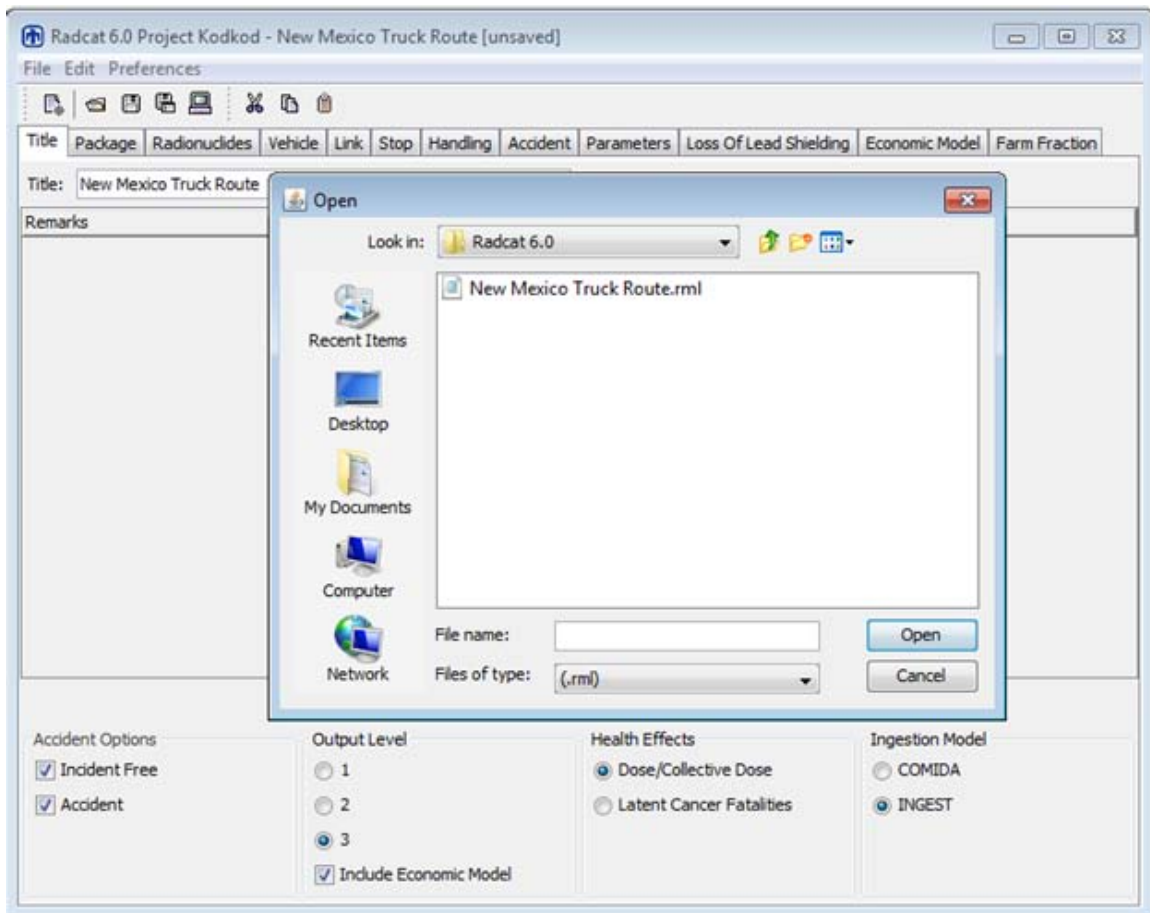 Radcat 6.0 Project Kodkod - New Mexico Truck Route [unsaved]
File Edit Preferences
Title Package Radionuclides Vehicle Link Stop Handling Accident Parameters Loss Of Lead Shielding Economic Model Farm Fraction
Title: New Mexico Truck Route
Remarks
Open
Look in: Radcat 6.0
New Mexico Truck Route.rml
Recent Items
Desktop
My Documents
Computer
Network
File name:
Open
Files of type: (.rml)
Cancel
Accident Options Output Level Health Effects Ingestion Model
Incident Free 1 Dose/Collective Dose COMIDA
Accident 2 Latent Cancer Fatalities INGEST
3
Include Economic Model